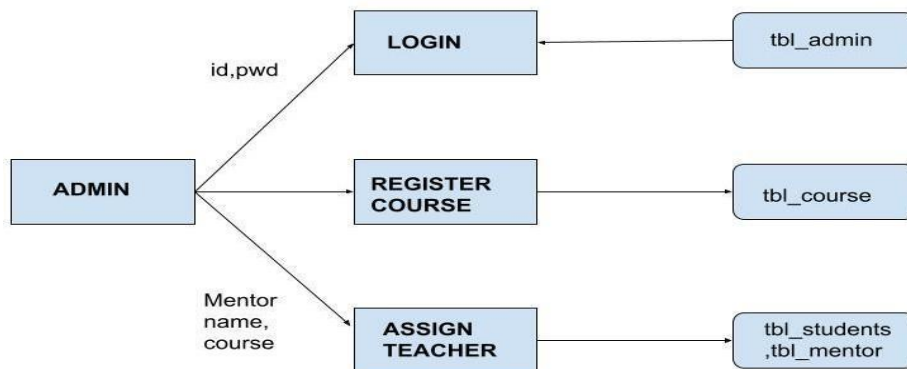 LOGIN
tbl_admin
id,pwd
ADMIN
REGISTER
COURSE
tbl_course
Mentor
name,
course
ASSIGN
TEACHER
tbl_students
,tbl_mentor